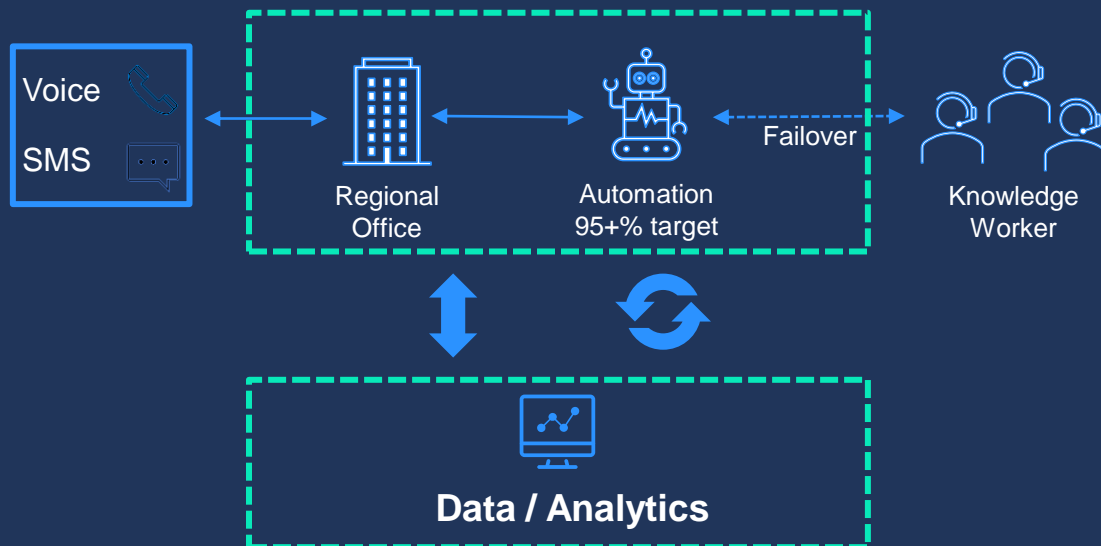 Voice
SMS
Regional
Office
Automation
95+% target
Failover
Knowledge
Worker
Data / Analytics